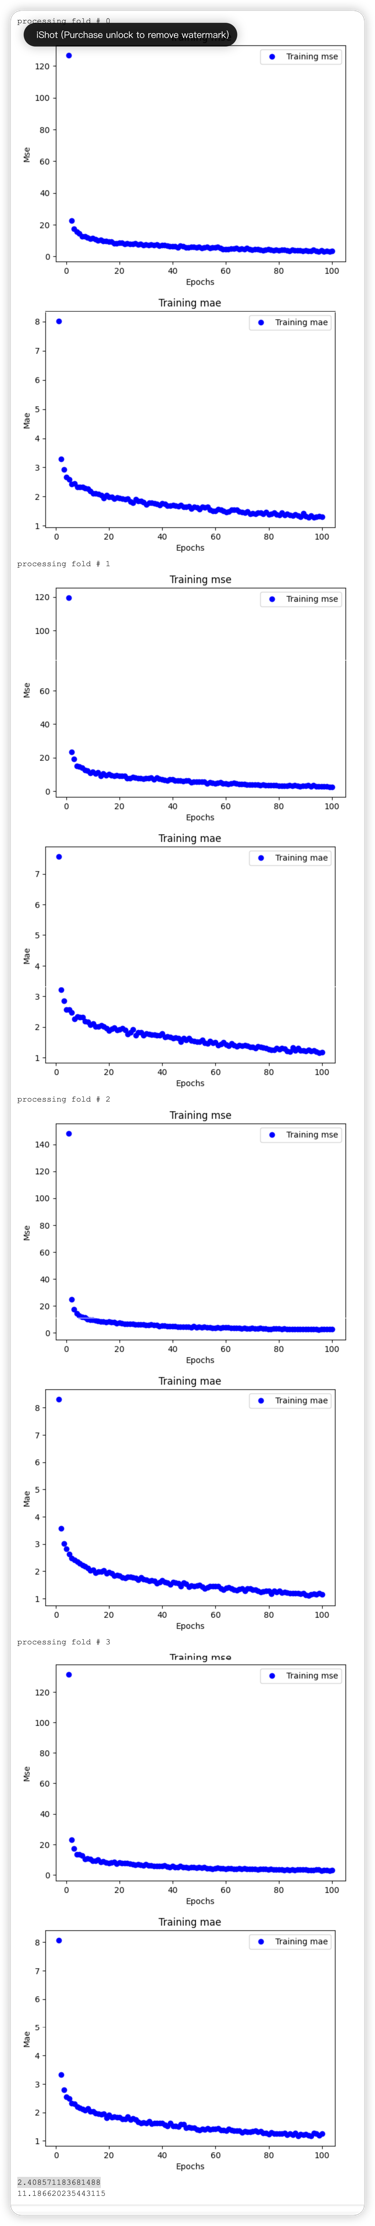 processing fold # 0
iShot (Purchase unlock to remove watermark)
Training mse
120
100
80
60
40
20
0
Mse
0 20 40 60 80 100
Epochs
Training mae
Training mae
8
7
6
5
4
3
2
1
Mae
0 20 40 60 80 100
Epochs
processing fold # 1
Training mse
Training mse
120
100
60
40
20
0
Mse
0 20 40 60 80 100
Epochs
Training mae
Training mae
7
6
5
4
3
2
1
Mae
0 20 40 60 80 100
Epochs
processing fold # 2
Training mse
Training mse
140
120
100
80
60
40
20
0
Mse
0 20 40 60 80 100
Epochs
Training mae
Training mae
8
7
6
5
4
3
2
1
Mae
0 20 40 60 80 100
Epochs
processing fold # 3
Training mse
Training mse
120
100
80
60
40
20
0
Mse
0 20 40 60 80 100
Epochs
Training mae
Training mae
8
7
6
5
4
3
2
1
Mae
0 20 40 60 80 100
Epochs
2.408571183681488
11.186620235443115